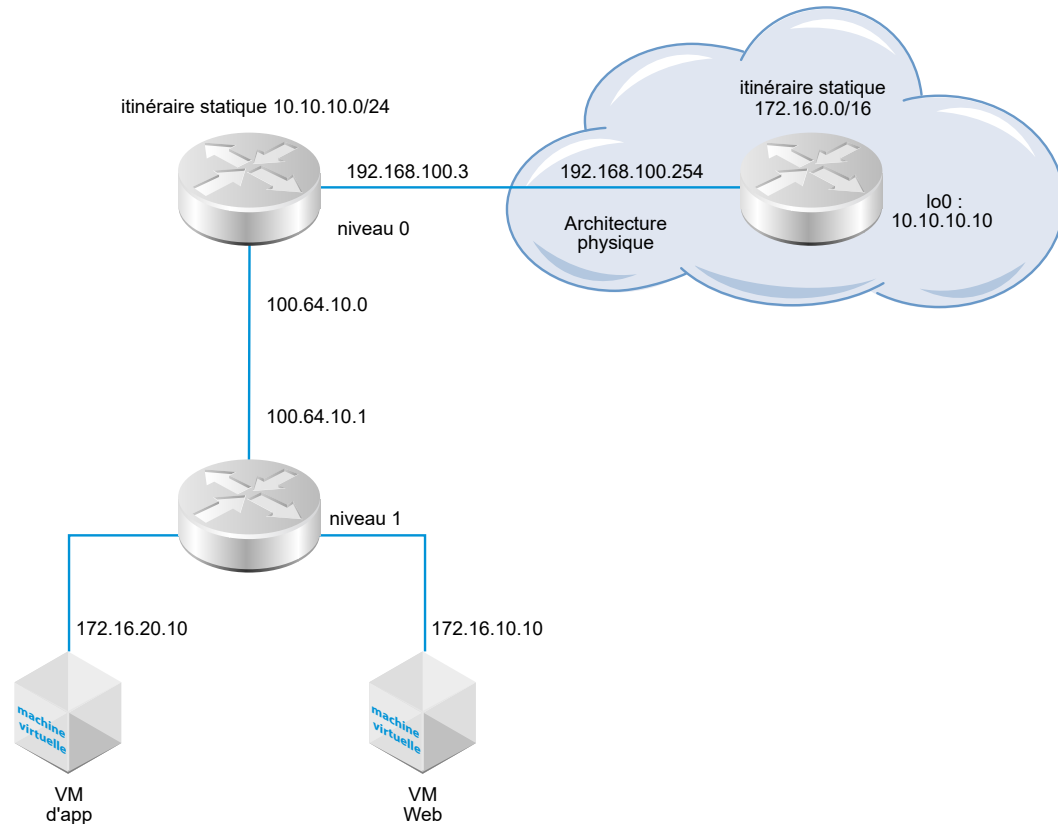 itinéraire statique 10.10.10.0/24
itinéraire statique
172.16.0.0/16
192.168.100.3
192.168.100.254
lo0 :
10.10.10.10
niveau 0
Architecture
physique
100.64.10.0
100.64.10.1
niveau 1
172.16.20.10
172.16.10.10
machine
virtuelle
machine
virtuelle
VM
d'app
VM
Web